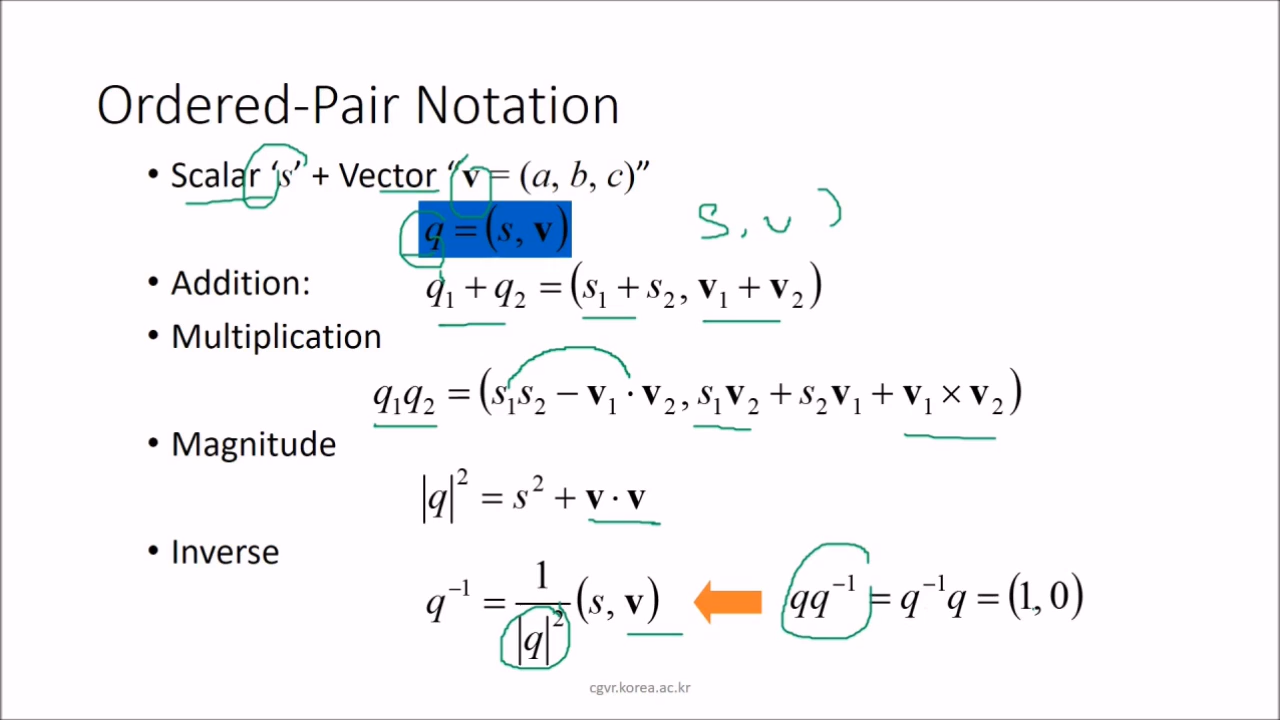 Ordered-Pair Notation
• Scalar ‘s’ + Vector “v = (a, b, c)”
q = (s, v)
s, v )
• Addition: q₁ + q₂ = (s₁ + s₂, v₁ + v₂)
• Multiplication
q₁q₂ = (s₁s₂ − v₁ · v₂, s₁v₂ + s₂v₁ + v₁ × v₂)
• Magnitude
|q|² = s² + v · v
• Inverse
q⁻¹ = 1/|q|² (s, v) qq⁻¹ = q⁻¹q = (1, 0)
cgvr.korea.ac.kr